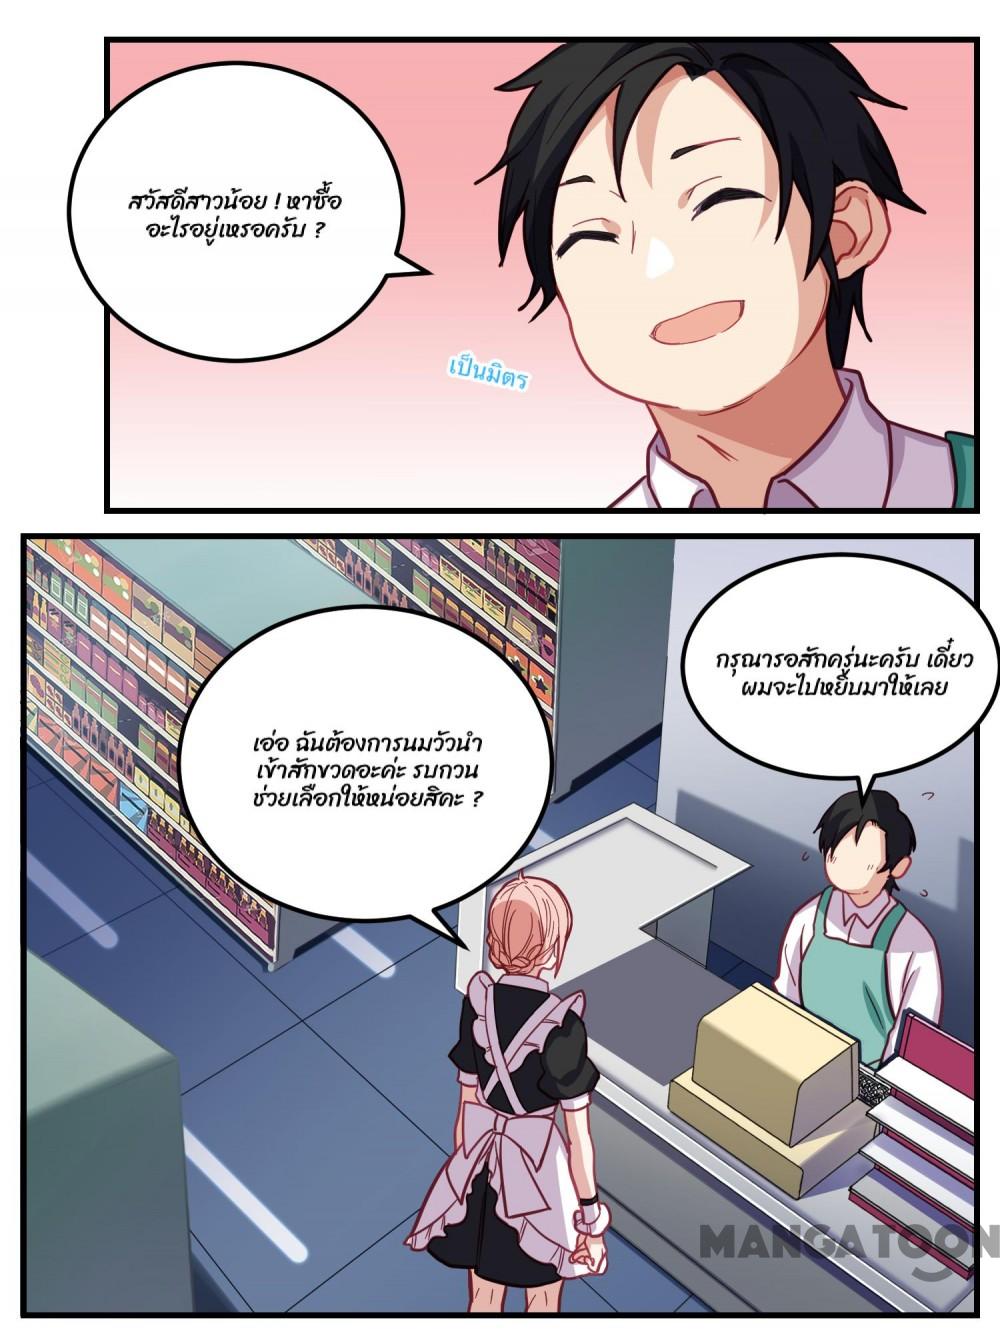 สวัสดีสาวน้อย ! หาซื้อ
อะไรอยู่เหรอครับ ?
เป็นมิตร
กรุณารอสักครู่นะครับ เดี๋ยว
ผมจะไปหยิบมาให้เลย
เอ่อ ฉันต้องการนมวัวนำ
เข้าสักขวดอะค่ะ รบกวน
ช่วยเลือกให้หน่อยสิคะ ?
MANGATOON